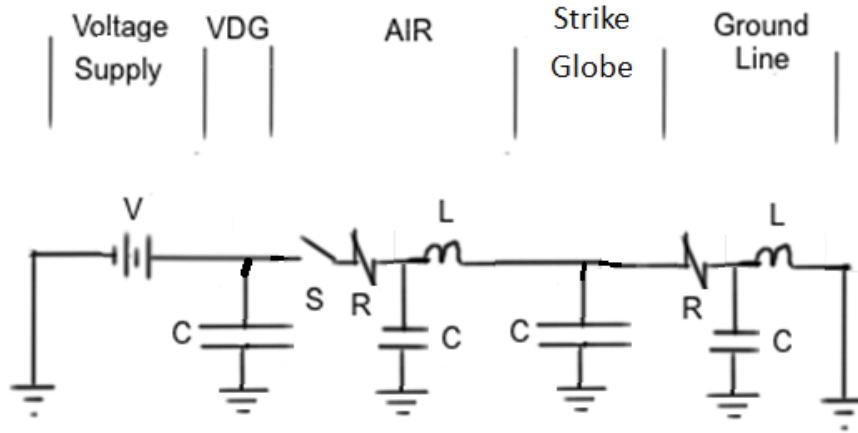 Voltage
Supply
VDG
AIR
Strike
Globe
Ground
Line
V
L
L
S
R
R
C
C
C
C